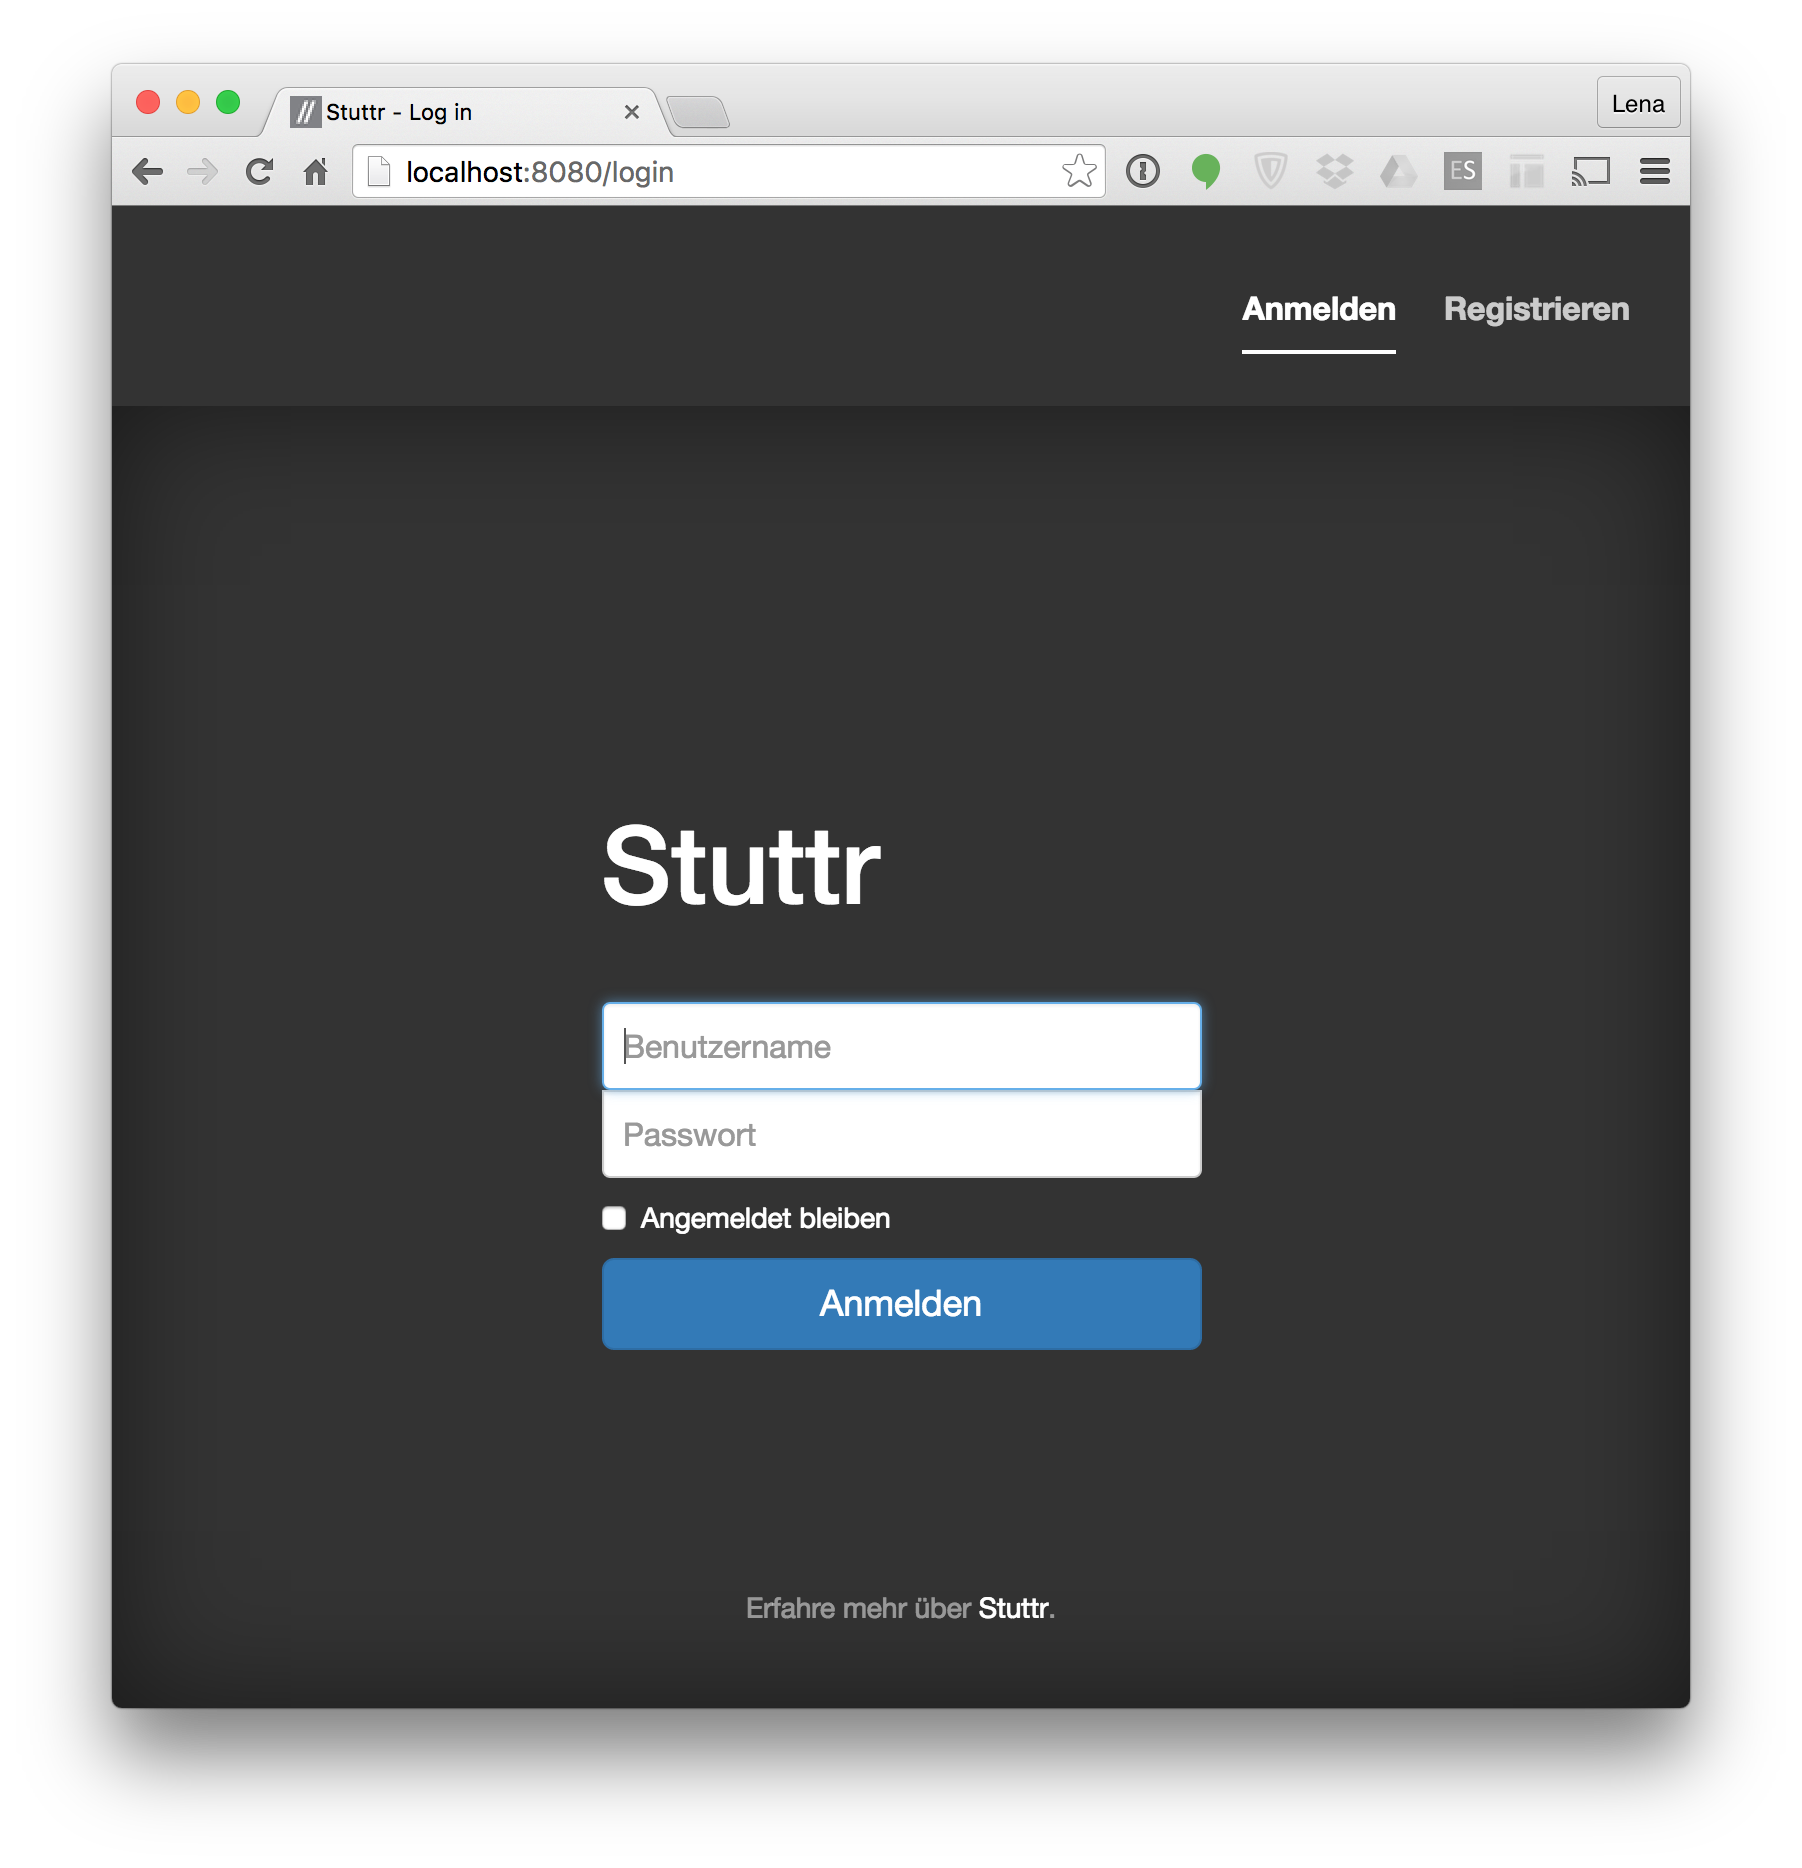 Stuttr - Log in
Lena
localhost:8080/login
ES
Anmelden Registrieren
Stuttr
Benutzername
Passwort
Angemeldet bleiben
Anmelden
Erfahre mehr über Stuttr.